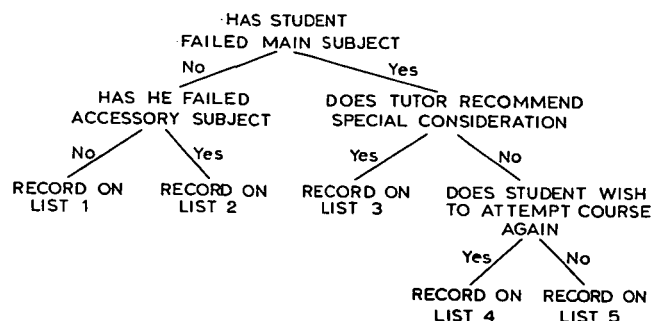 HAS STUDENT
FAILED MAIN SUBJECT
No
Yes
HAS HE FAILED
ACCESSORY SUBJECT
DOES TUTOR RECOMMEND
SPECIAL CONSIDERATION
No
Yes
Yes
No
RECORD ON
LIST 1
RECORD ON
LIST 2
RECORD ON
LIST 3
DOES STUDENT WISH
TO ATTEMPT COURSE
AGAIN
Yes
No
RECORD ON
LIST 4
RECORD ON
LIST 5